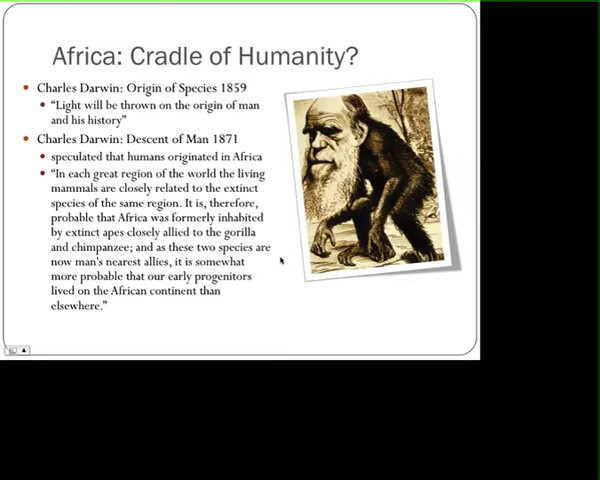 Africa: Cradle of Humanity?
Charles Darwin: Origin of Species 1859
“Light will be thrown on the origin of man
and his history”
Charles Darwin: Descent of Man 1871
speculated that humans originated in Africa
“In each great region of the world the living
mammals are closely related to the extinct
species of the same region. It is, therefore,
probable that Africa was formerly inhabited
by extinct apes closely allied to the gorilla
and chimpanzee; and as these two species are
now man's nearest allies, it is somewhat
more probable that our early progenitors
lived on the African continent than
elsewhere.”